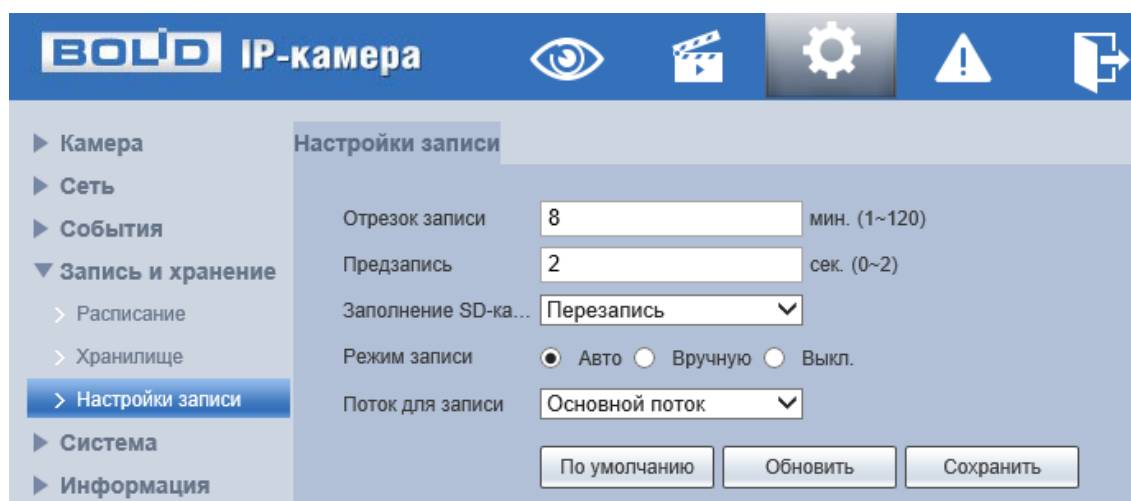 BOLID IP-камера
Камера
Сеть
События
Запись и хранение
Расписание
Хранилище
Настройки записи
Система
Информация
Настройки записи
Отрезок записи 8 мин. (1~120)
Предзапись 2 сек. (0~2)
Заполнение SD-ка... Перезапись
Режим записи Авто Вручную Выкл.
Поток для записи Основной поток
По умолчанию Обновить Сохранить